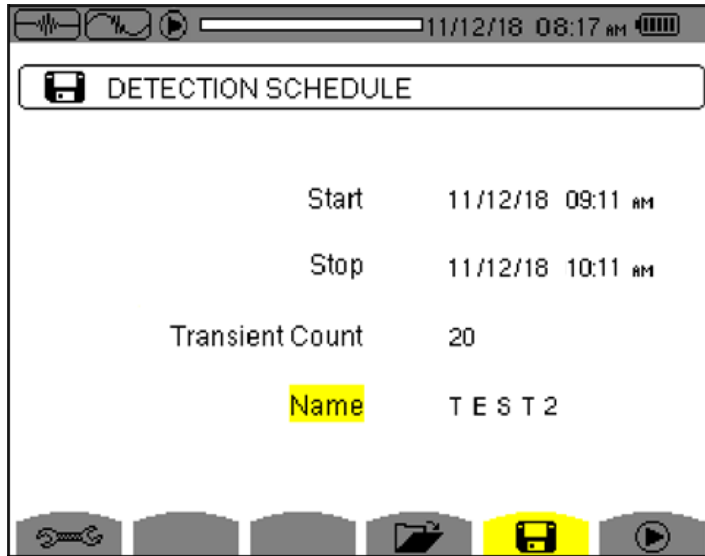 11/12/18 08:17 AM
DETECTION SCHEDULE
Start 11/12/18 09:11 AM
Stop 11/12/18 10:11 AM
Transient Count 20
Name TEST2